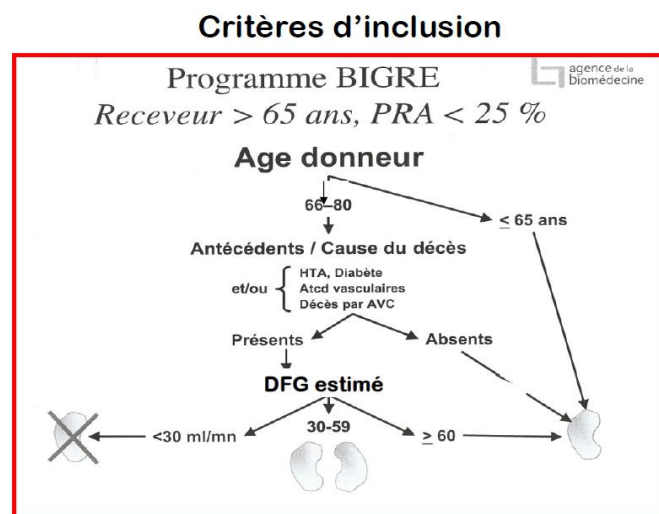 Critères d'inclusion
Programme BIGRE
agence de la
biomédecine
Receveur > 65 ans, PRA < 25 %
Age donneur
66–80
≤ 65 ans
Antécédents / Cause du décès
et/ou
HTA, Diabète
Atcd vasculaires
Décès par AVC
Présents
Absents
DFG estimé
<30 ml/mn
30-59
≥ 60